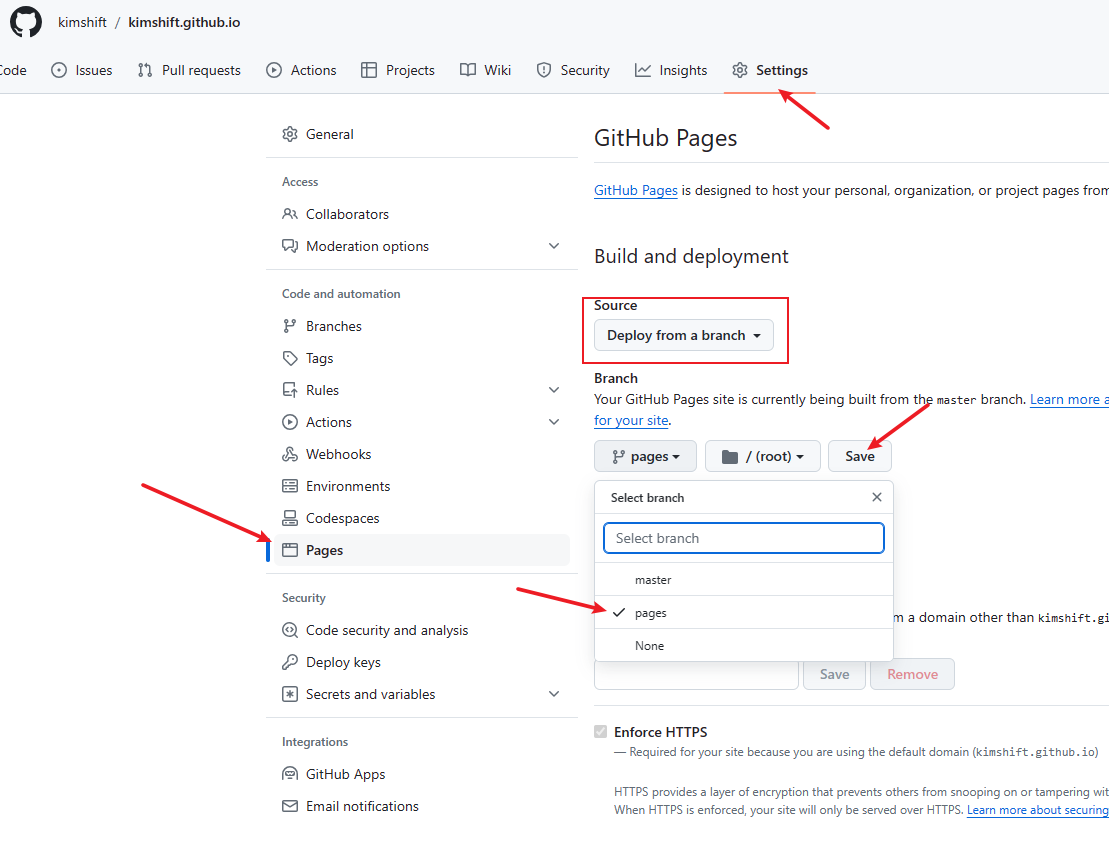 kimshift / kimshift.github.io
Code Issues Pull requests Actions Projects Wiki Security Insights Settings
General
Access
Collaborators
Moderation options
Code and automation
Branches
Tags
Rules
Actions
Webhooks
Environments
Codespaces
Pages
Security
Code security and analysis
Deploy keys
Secrets and variables
Integrations
GitHub Apps
Email notifications
GitHub Pages
GitHub Pages is designed to host your personal, organization, or project pages from
Build and deployment
Source
Deploy from a branch
Branch
Your GitHub Pages site is currently being built from the master branch. Learn more a
for your site.
pages / (root) Save
Select branch
Select branch
master
pages
None
m a domain other than kimshift.gi
Save Remove
Enforce HTTPS
— Required for your site because you are using the default domain (kimshift.github.io)
HTTPS provides a layer of encryption that prevents others from snooping on or tampering wit
When HTTPS is enforced, your site will only be served over HTTPS. Learn more about securing